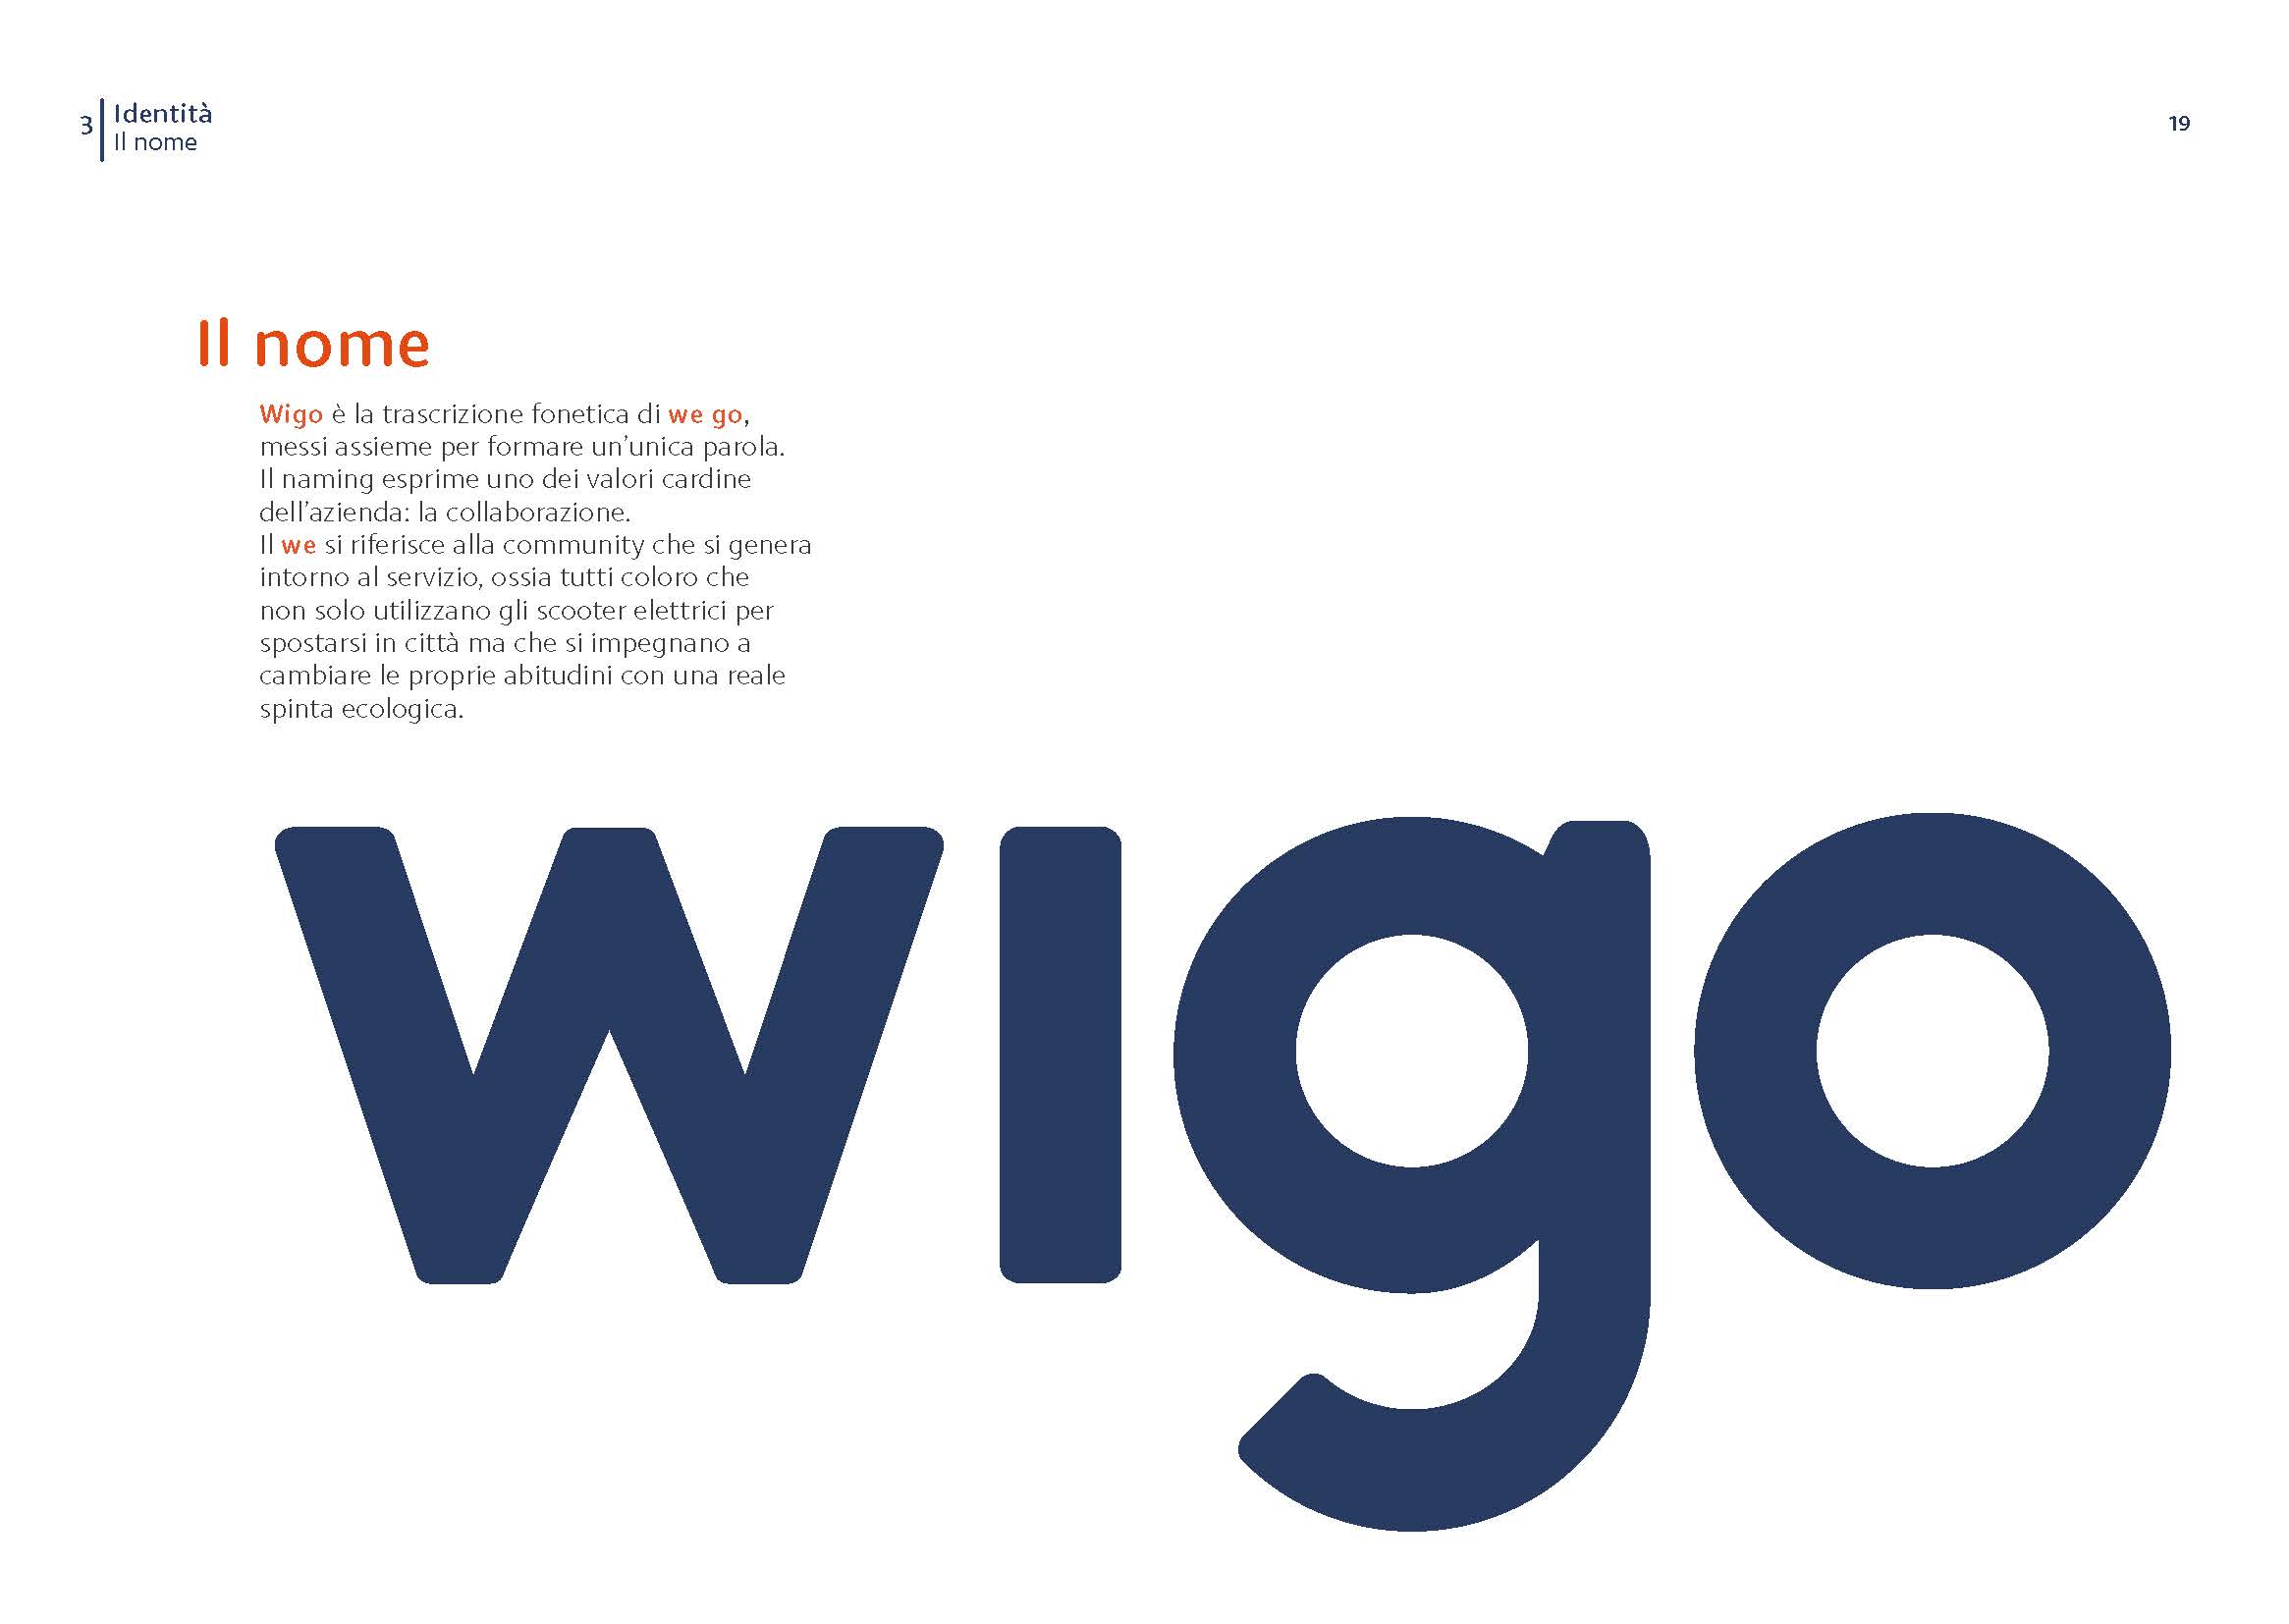 3
Identità
Il nome
19
Il nome
Wigo è la trascrizione fonetica di we go,
messi assieme per formare un’unica parola.
Il naming esprime uno dei valori cardine
dell’azienda: la collaborazione.
Il we si riferisce alla community che si genera
intorno al servizio, ossia tutti coloro che
non solo utilizzano gli scooter elettrici per
spostarsi in città ma che si impegnano a
cambiare le proprie abitudini con una reale
spinta ecologica.
wigo